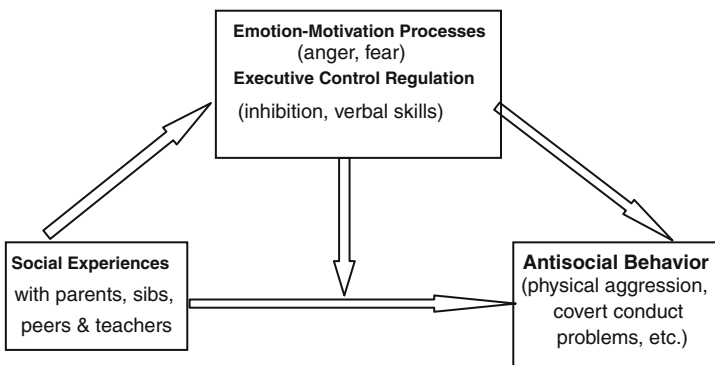 Emotion-Motivation Processes
(anger, fear)
Executive Control Regulation
(inhibition, verbal skills)
Social Experiences
with parents, sibs,
peers & teachers
Antisocial Behavior
(physical aggression,
covert conduct
problems, etc.)